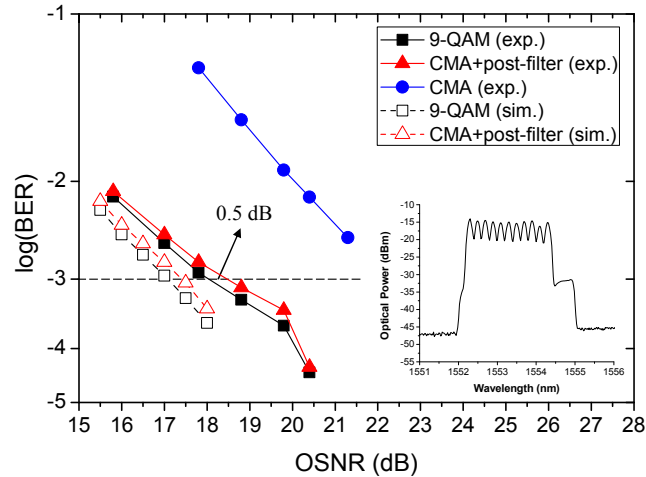 -1
-2
-3
-4
-5
log(BER)
9-QAM (exp.)
CMA+post-filter (exp.)
CMA (exp.)
9-QAM (sim.)
CMA+post-filter (sim.)
0.5 dB
-10
-15
-20
-25
-30
-35
-40
-45
-50
-55
Optical Power (dBm)
1551 1552 1553 1554 1555 1556
Wavelength (nm)
15 16 17 18 19 20 21 22 23 24 25 26 27 28
OSNR (dB)